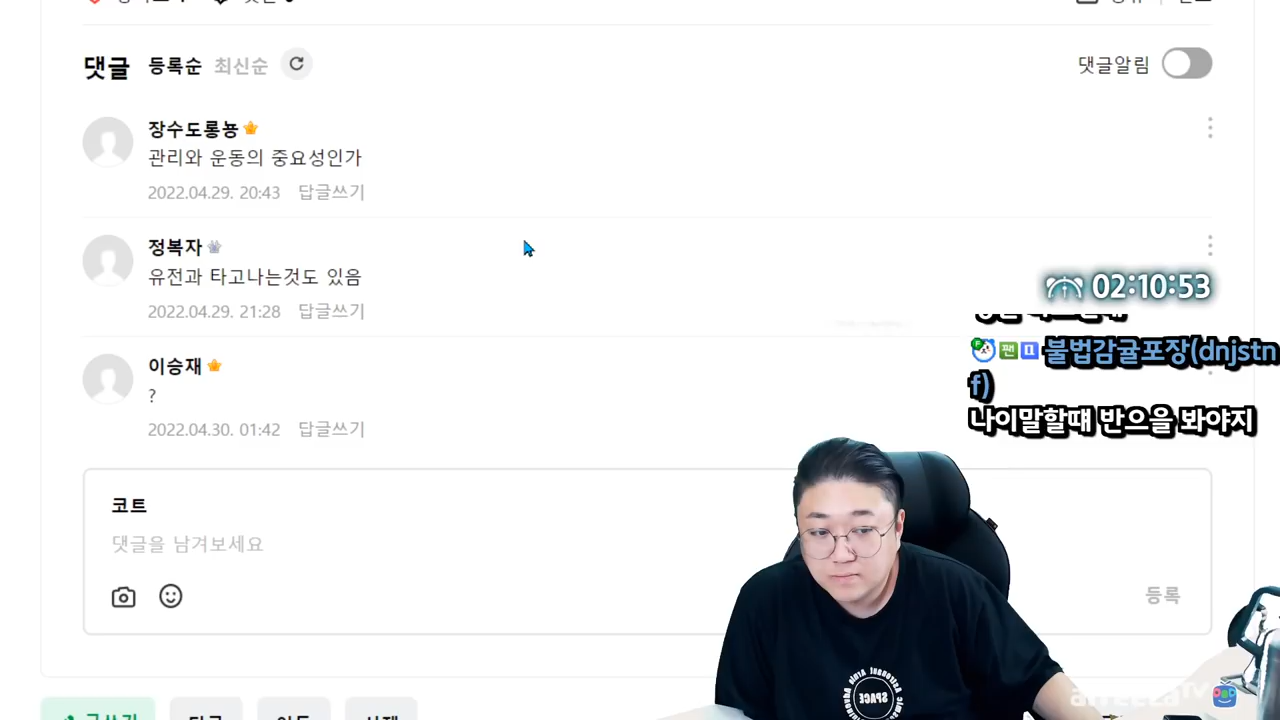 댓글 등록순 최신순
댓글알림
장수도롱뇽
관리와 운동의 중요성인가
2022.04.29. 20:43 답글쓰기
정복자
유전과 타고나는것도 있음
2022.04.29. 21:28 답글쓰기
02:10:53
이승재
?
2022.04.30. 01:42 답글쓰기
팬
불법감귤포장(dnjstn
f)
나이말할떄 반으을 봐야지
코트
댓글을 남겨보세요
등록
SPACE
afreecaTV